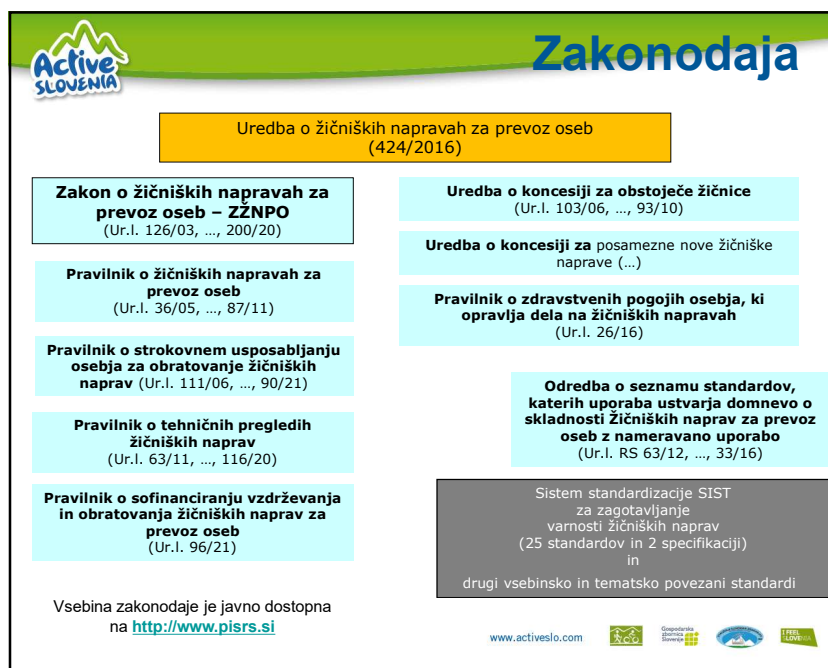 Active
SLOVENIA
Zakonodaja
Uredba o žičniških napravah za prevoz oseb
(424/2016)
Zakon o žičniških napravah za
prevoz oseb – ZŽNPO
(Ur.l. 126/03, …, 200/20)
Pravilnik o žičniških napravah za
prevoz oseb
(Ur.l. 36/05, …, 87/11)
Pravilnik o strokovnem usposabljanju
osebja za obratovanje žičniških
naprav (Ur.l. 111/06, …, 90/21)
Pravilnik o tehničnih pregledih
žičniških naprav
(Ur.l. 63/11, …, 116/20)
Pravilnik o sofinanciranju vzdrževanja
in obratovanja žičniških naprav za
prevoz oseb
(Ur.l. 96/21)
Vsebina zakonodaje je javno dostopna
na http://www.pisrs.si
Uredba o koncesiji za obstoječe žičnice
(Ur.l. 103/06, …, 93/10)
Uredba o koncesiji za posamezne nove žičniške
naprave (…)
Pravilnik o zdravstvenih pogojih osebja, ki
opravlja dela na žičniških napravah
(Ur.l. 26/16)
Odredba o seznamu standardov,
katerih uporaba ustvarja domnevo o
skladnosti Žičniških naprav za prevoz
oseb z nameravano uporabo
(Ur.l. RS 63/12, …, 33/16)
Sistem standardizacije SIST
za zagotavljanje
varnosti žičniških naprav
(25 standardov in 2 specifikaciji)
in
drugi vsebinsko in tematsko povezani standardi
www.activeslo.com
Gospodarska
zbornica
Slovenije
I FEEL
SLOVENIA